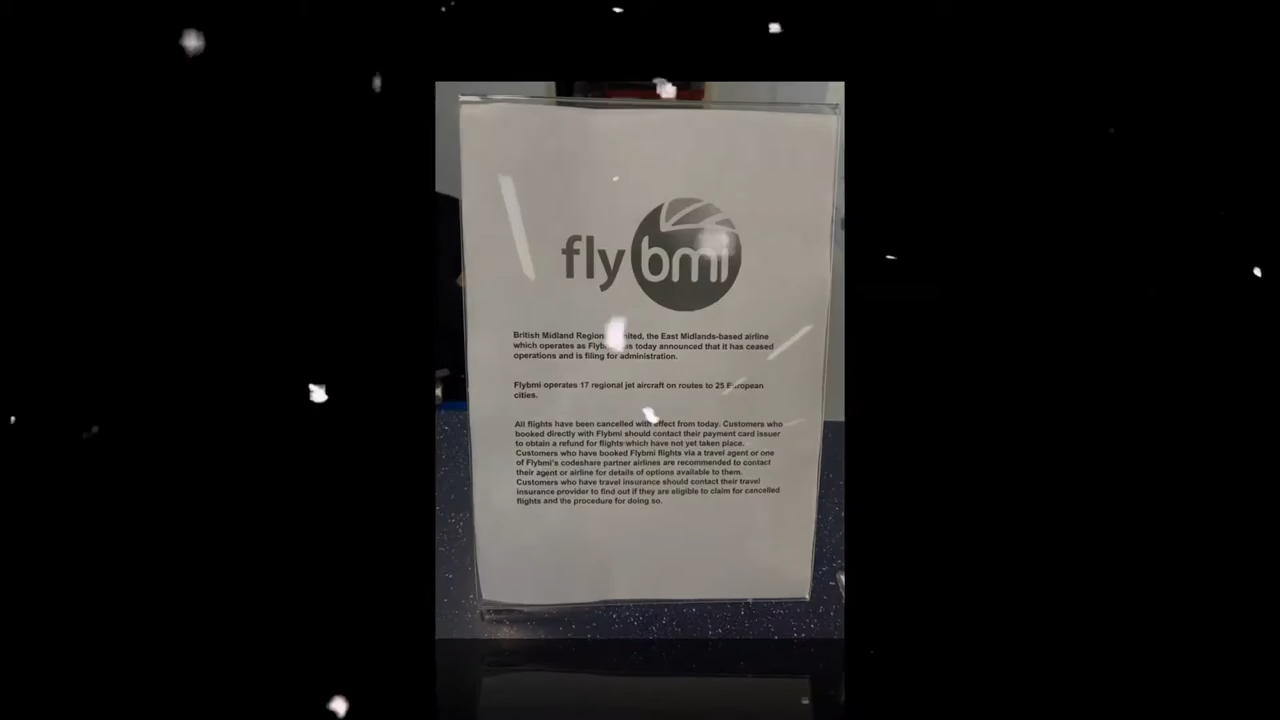 fly bmi
British Midland Region ited, the East Midlands-based airline
which operates as Flyb s today announced that it has ceased
operations and is filing for administration.
Flybmi operates 17 regional jet aircraft on routes to 25 European
cities.
All flights have been cancelled with effect from today. Customers who
booked directly with Flybmi should contact their payment card issuer
to obtain a refund for flights which have not yet taken place.
Customers who have booked Flybmi flights via a travel agent or one
of Flybmi's codeshare partner airlines are recommended to contact
their agent or airline for details of options available to them.
Customers who have travel insurance should contact their travel
insurance provider to find out if they are eligible to claim for cancelled
flights and the procedure for doing so.